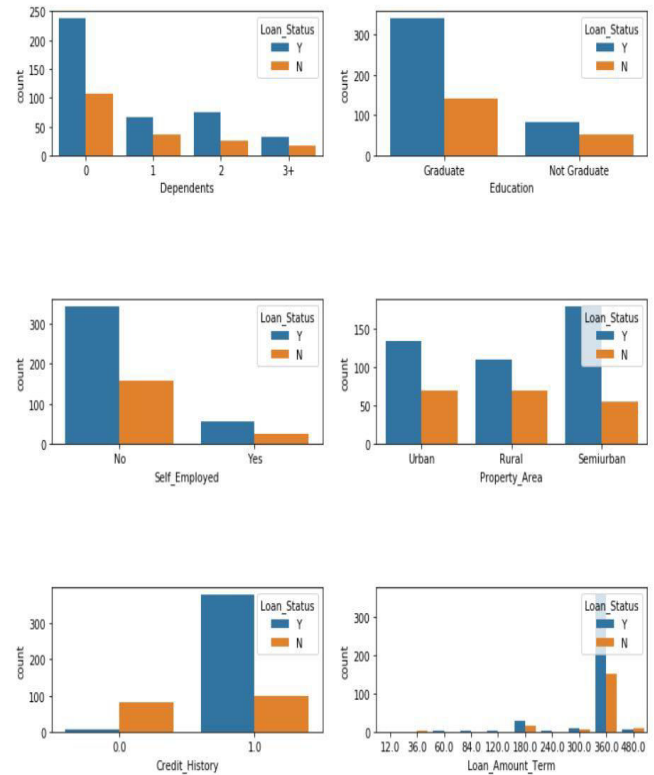 250
200
150
100
50
0
count
Loan_Status
Y
N
0 1 2 3+
Dependents
300
200
100
0
count
Loan_Status
Y
N
Graduate Not Graduate
Education
300
200
100
0
count
Loan_Status
Y
N
No Yes
Self_Employed
150
100
50
0
count
Loan_Status
Y
N
Urban Rural Semiurban
Property_Area
300
200
100
0
count
Loan_Status
Y
N
0.0 1.0
Credit_History
300
200
100
0
count
Loan_Status
Y
N
12.0 36.0 60.0 84.0 120.0 180.0 240.0 300.0 360.0 480.0
Loan_Amount_Term